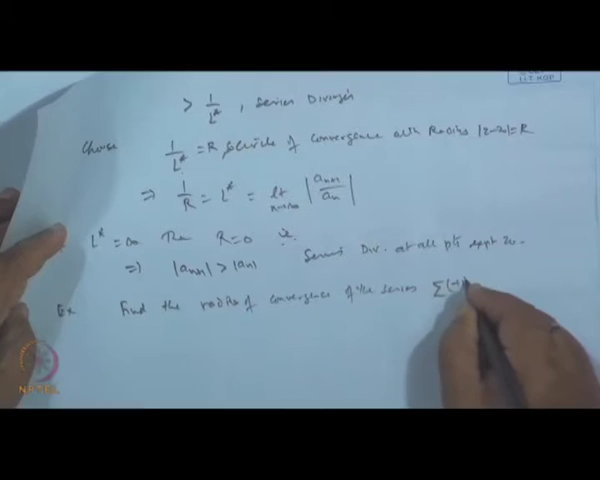 > 1/L* , Series Diverges
Choose 1/L* = R circle of convergence with Radius |z-z0| = R
⇒ 1/R = L* = lt n→∞ |an+1/an|
L* = ∞ Then R = 0 i.e.
⇒ |an+1| > |an| Series Div. at all pts expt z0.
Ex Find the radius of convergence of the series Σ(-1)
I.I.T. KGP
NPTEL